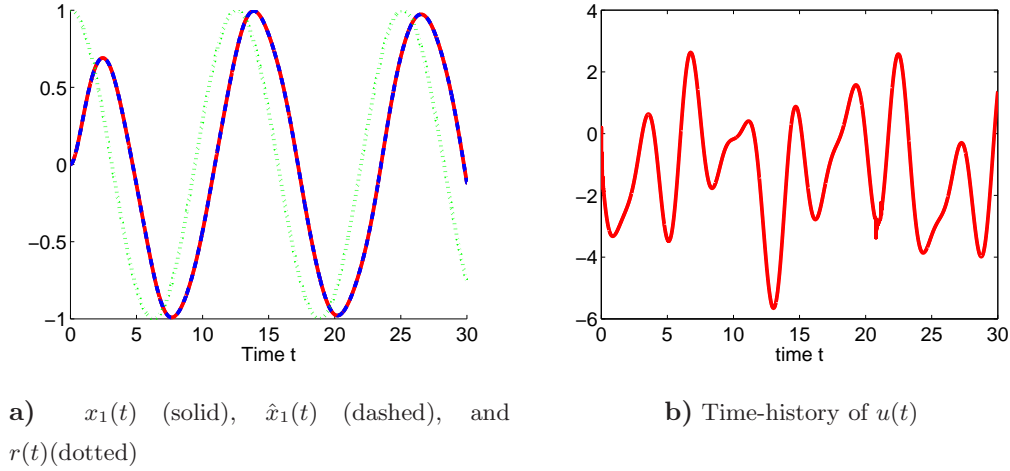 1
0.5
0
−0.5
−1
0 5 10 15 20 25 30
Time t
4
2
0
−2
−4
−6
0 5 10 15 20 25 30
time t
a) x₁(t) (solid), x̂₁(t) (dashed), and
r(t)(dotted)
b) Time-history of u(t)